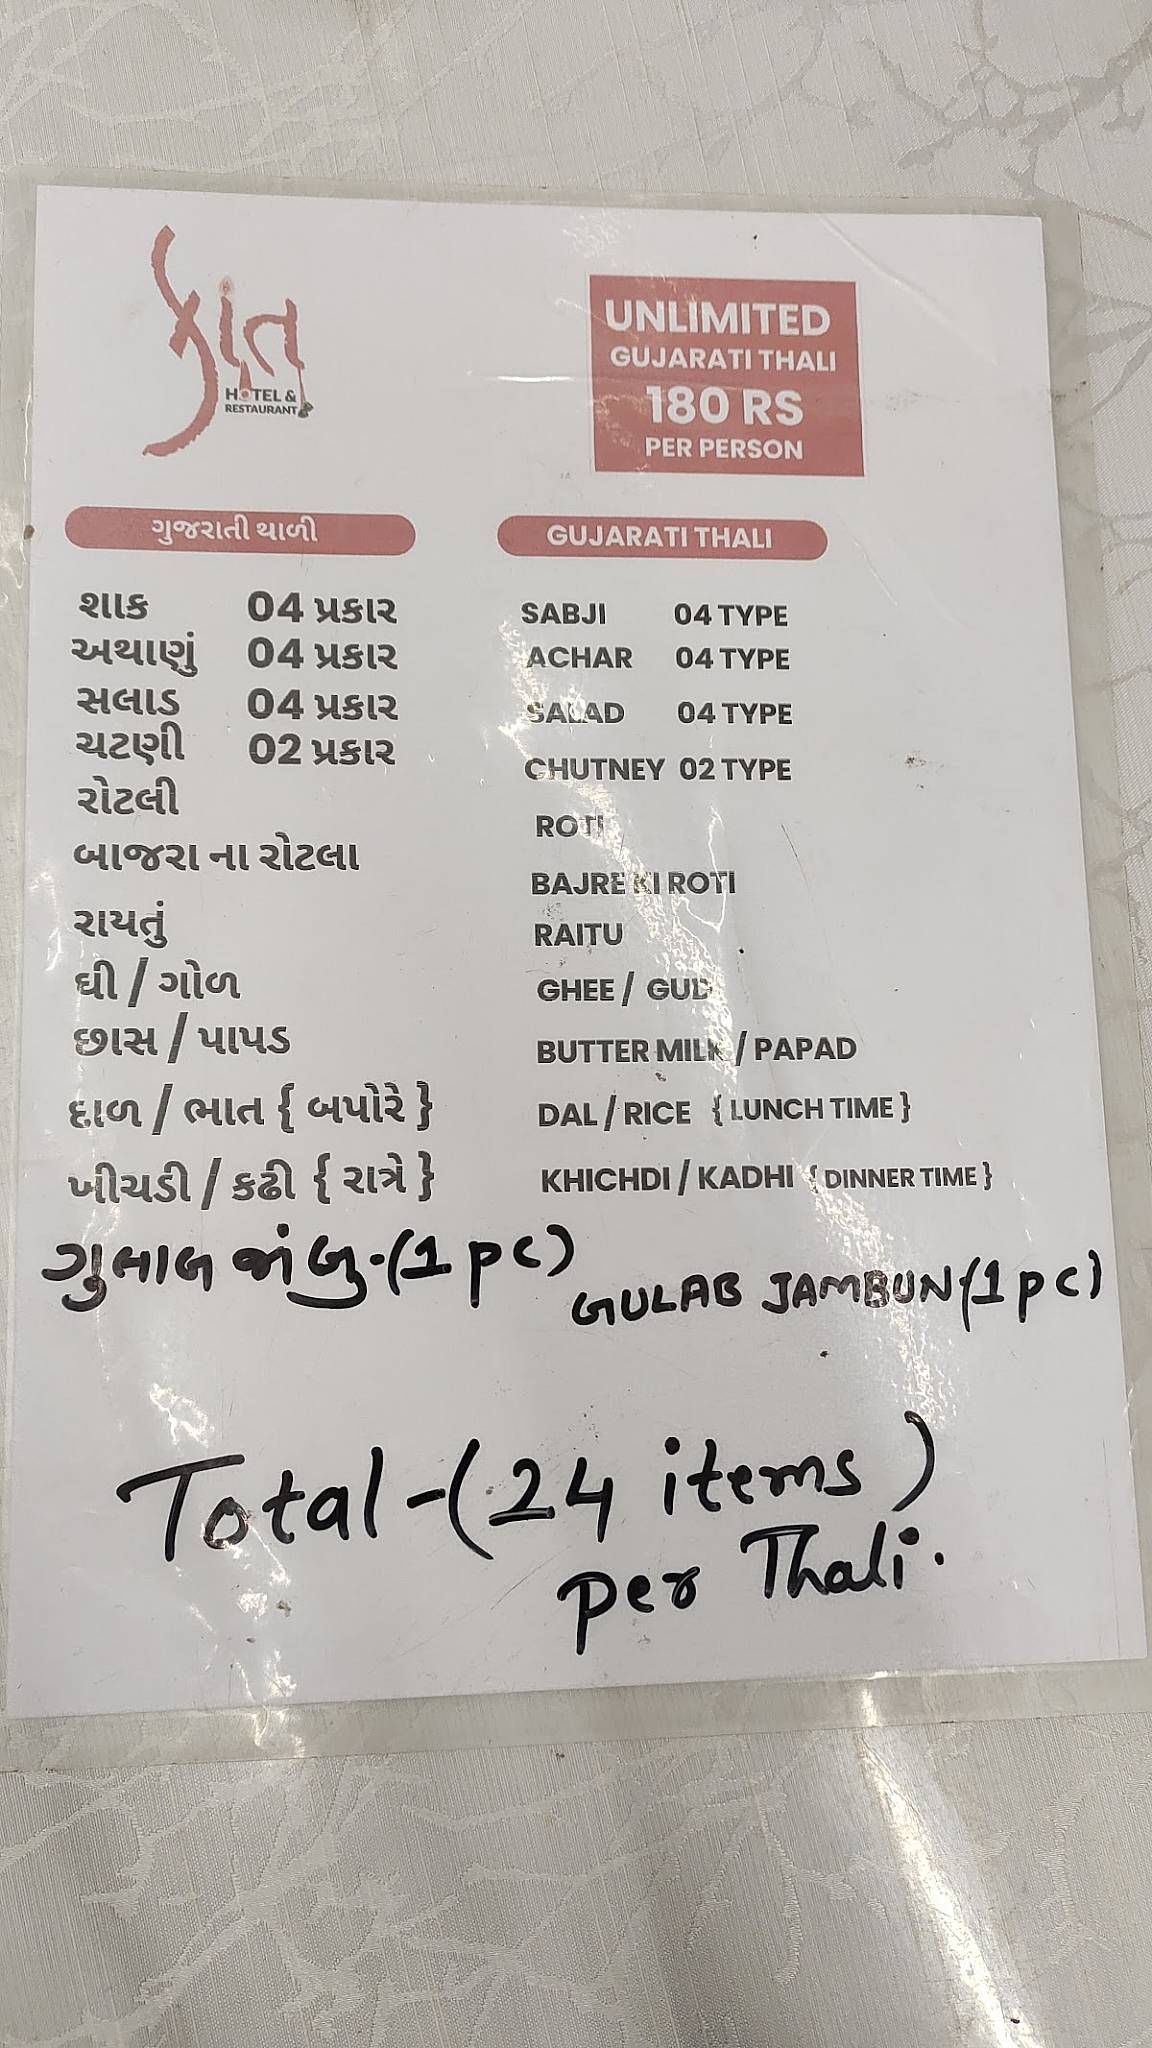 કાંત
HOTEL &
RESTAURANT
UNLIMITED
GUJARATI THALI
180 RS
PER PERSON
ગુજરાતી થાળી
શાક 04 પ્રકાર
અથાણું 04 પ્રકાર
સલાડ 04 પ્રકાર
ચટણી 02 પ્રકાર
રોટલી
બાજરા ના રોટલા
રાયતું
ઘી / ગોળ
છાસ / પાપડ
દાળ / ભાત { બપોરે }
ખીચડી / કઢી { રાત્રે }
ગુલાબ જાંબુ-(1 pc)
GUJARATI THALI
SABJI 04 TYPE
ACHAR 04 TYPE
SALAD 04 TYPE
CHUTNEY 02 TYPE
ROTI
BAJRE KI ROTI
RAITU
GHEE / GUD
BUTTER MILK / PAPAD
DAL / RICE { LUNCH TIME }
KHICHDI / KADHI { DINNER TIME }
GULAB JAMBUN (1 pc)
Total -(24 items)
per Thali.